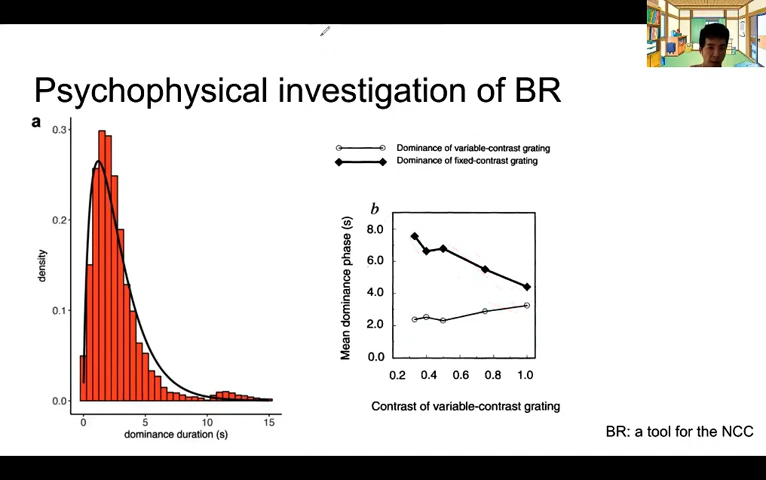 Psychophysical investigation of BR
a
0.3
0.2
0.1
0.0
density
0 5 10 15
dominance duration (s)
Dominance of variable-contrast grating
Dominance of fixed-contrast grating
b
8.0
6.0
4.0
2.0
0.0
Mean dominance phase (s)
0.2 0.4 0.6 0.8 1.0
Contrast of variable-contrast grating
BR: a tool for the NCC